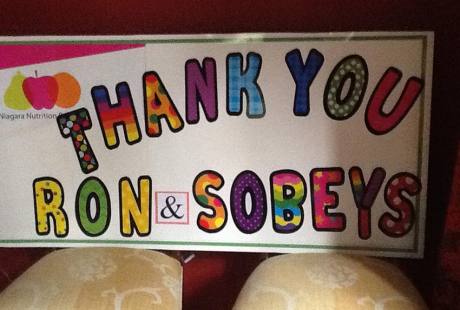 Niagara Nutrition
THANK YOU
RON & SOBEYS